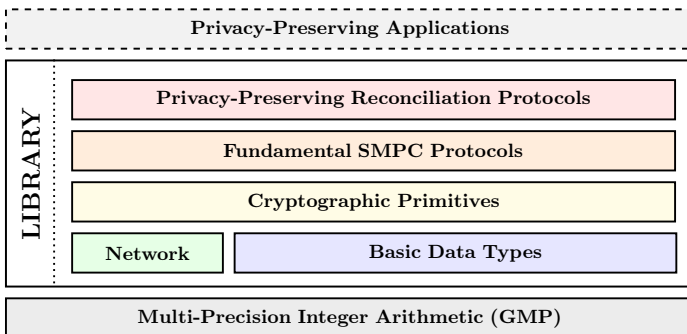 Privacy-Preserving Applications
LIBRARY
Privacy-Preserving Reconciliation Protocols
Fundamental SMPC Protocols
Cryptographic Primitives
Network
Basic Data Types
Multi-Precision Integer Arithmetic (GMP)